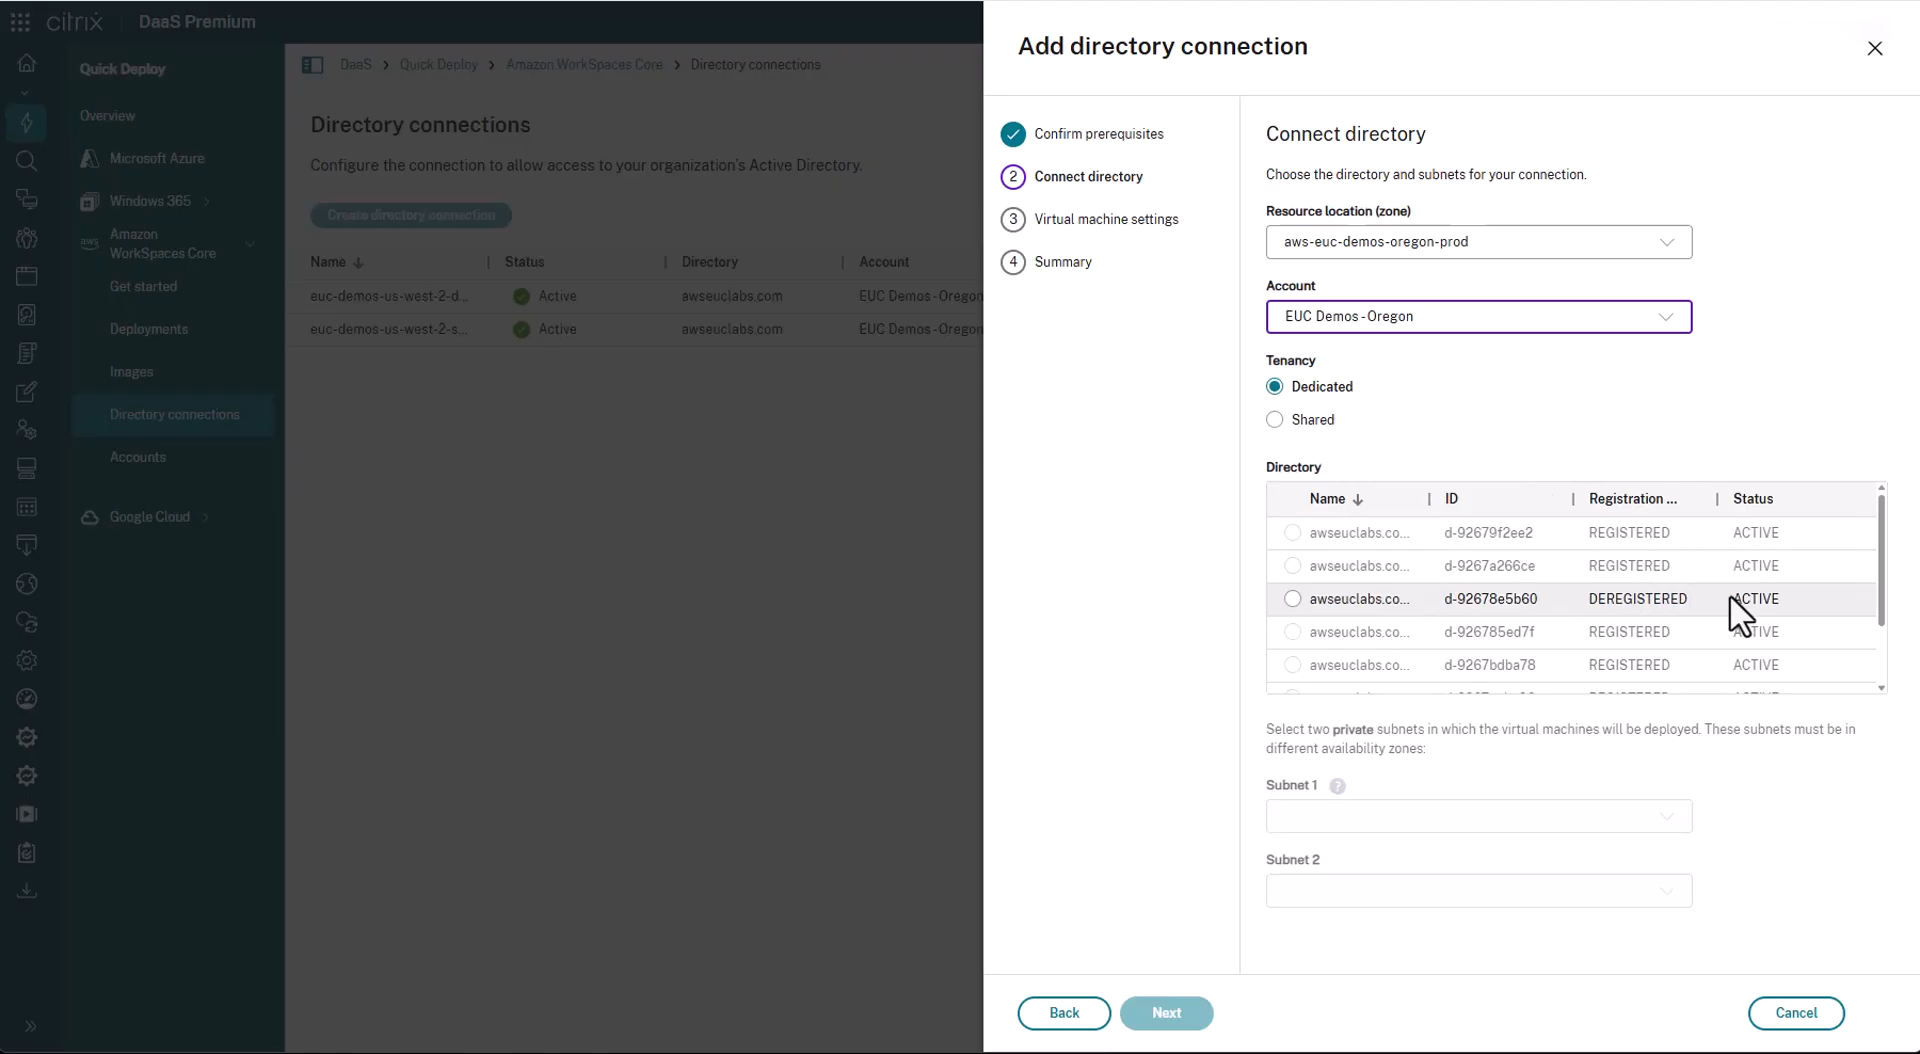 citrix
DaaS Premium
Quick Deploy
Overview
Microsoft Azure
Windows 365
aws
Amazon
WorkSpaces Core
Get started
Deployments
Images
Directory connections
Accounts
Google Cloud
DaaS > Quick Deploy > Amazon WorkSpaces Core > Directory connections
Directory connections
Configure the connection to allow access to your organization's Active Directory.
Create directory connection
Name Status Directory Account
euc-demos-us-west-2-d... Active awseuclabs.com EUC Demos-Oregon
euc-demos-us-west-2-s... Active awseuclabs.com EUC Demos-Oregon
Add directory connection
Confirm prerequisites
2 Connect directory
3 Virtual machine settings
4 Summary
Connect directory
Choose the directory and subnets for your connection.
Resource location (zone)
aws-euc-demos-oregon-prod
Account
EUC Demos-Oregon
Tenancy
Dedicated
Shared
Directory
Name ID Registration ... Status
awseuclabs.co... d-92679f2ee2 REGISTERED ACTIVE
awseuclabs.co... d-9267a266ce REGISTERED ACTIVE
awseuclabs.co... d-92678e5b60 DEREGISTERED ACTIVE
awseuclabs.co... d-926785ed7f REGISTERED ACTIVE
awseuclabs.co... d-9267bdba78 REGISTERED ACTIVE
Select two private subnets in which the virtual machines will be deployed. These subnets must be in
different availability zones:
Subnet 1 ?
Subnet 2
Back
Next
Cancel